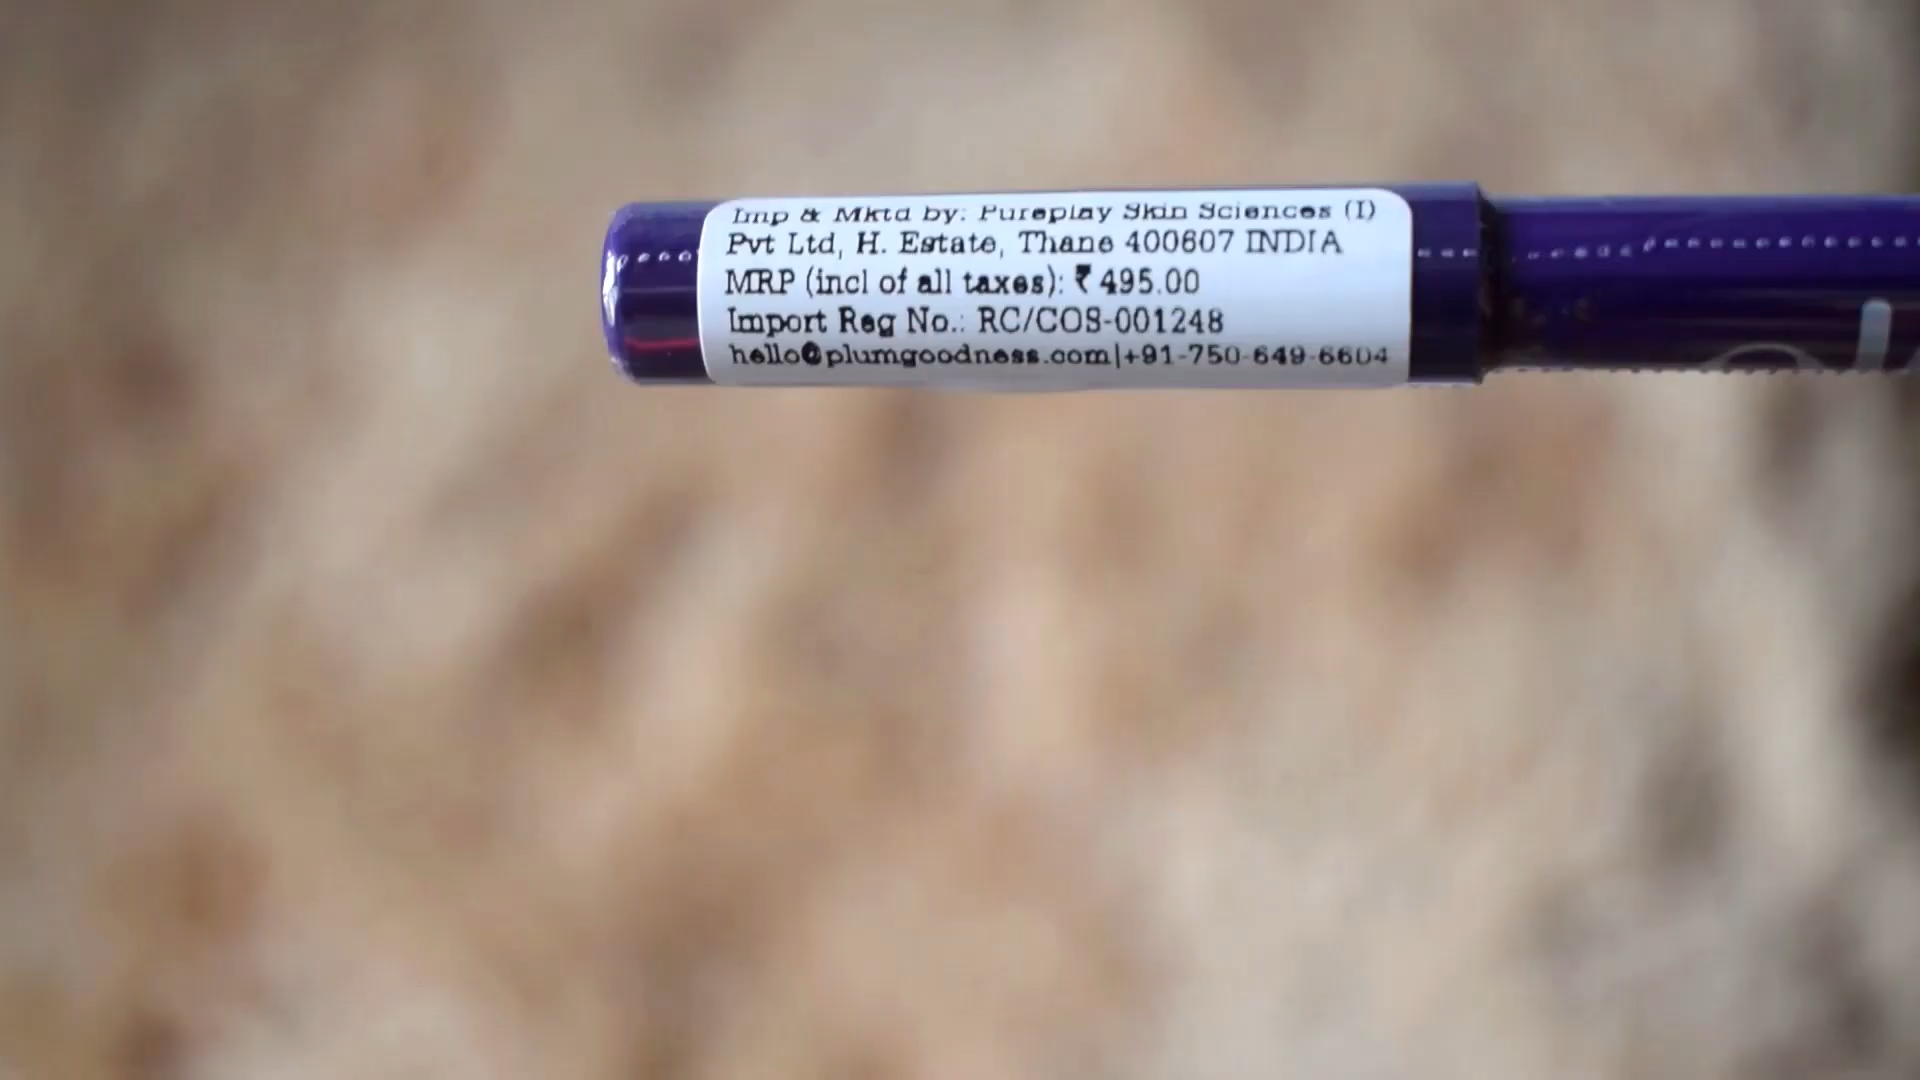 Imp & Mktd by: Pureplay Skin Sciences (I)
Pvt Ltd, H. Estate, Thane 400607 INDIA
MRP (incl of all taxes): ₹ 495.00
Import Reg No.: RC/COS-001248
hello@plumgoodness.com|+91-750-649-6604